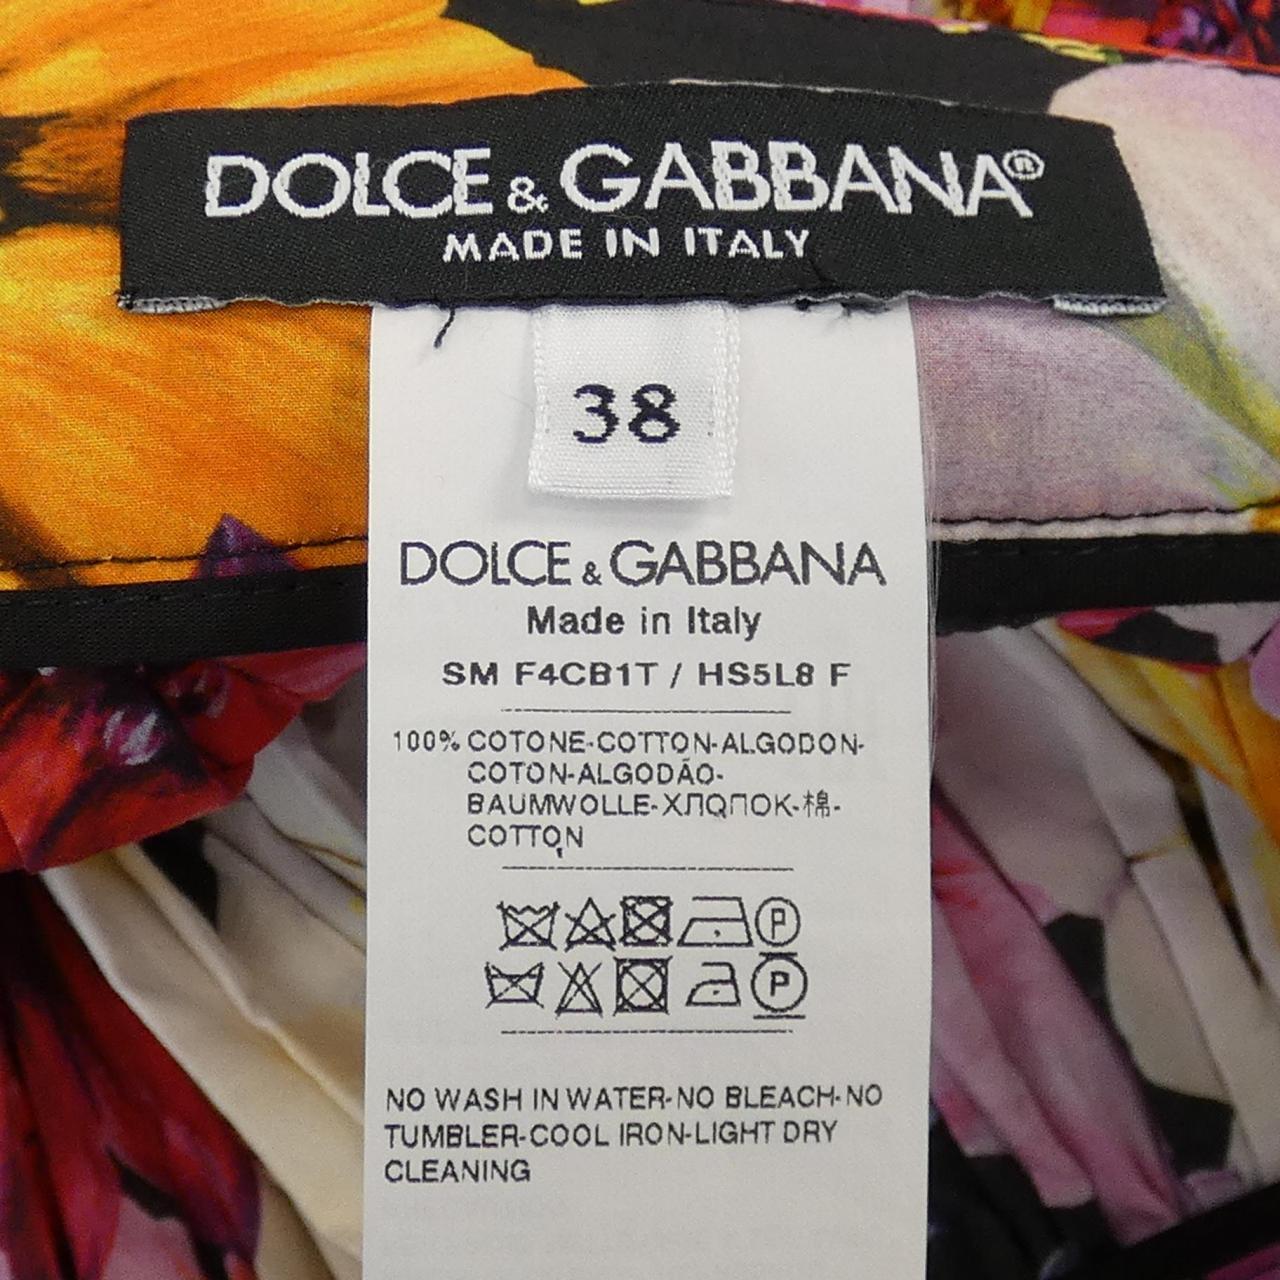 DOLCE & GABBANA®
MADE IN ITALY
38
DOLCE & GABBANA
Made in Italy
SM F4CB1T / HS5L8 F
100% COTONE-COTTON-ALGODON-
COTON-ALGODÃO-
BAUMWOLLE-ХЛОПОК-棉-
COTTON
P
P
NO WASH IN WATER-NO BLEACH-NO
TUMBLER-COOL IRON-LIGHT DRY
CLEANING